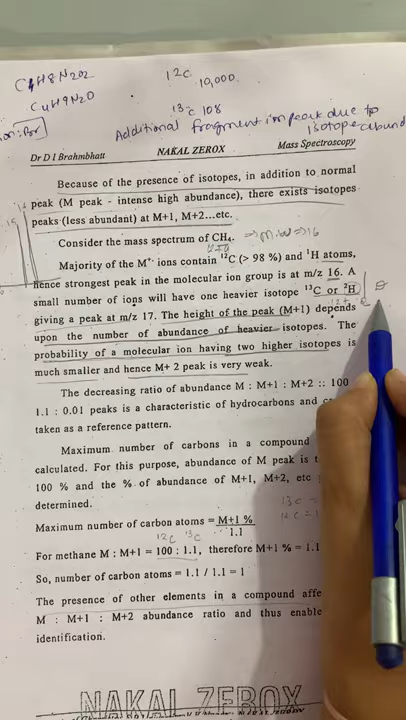 C4H8N2O2
12C 10,000.
C4H9N2O
13C 108
ion: Br
Additional fragment ion peak due to
isotope abund
Dr D I Brahmbhatt NAKAL ZEROX Mass Spectroscopy
Because of the presence of isotopes, in addition to normal
peak (M peak - intense high abundance), there exists isotopes
peaks (less abundant) at M+1, M+2...etc.
Consider the mass spectrum of CH₄.
Majority of the M⁺· ions contain ¹²C (> 98 %) and ¹H atoms,
hence strongest peak in the molecular ion group is at m/z 16. A
small number of ions will have one heavier isotope ¹³C or ²H
giving a peak at m/z 17. The height of the peak (M+1) depends
upon the number of abundance of heavier isotopes. The
probability of a molecular ion having two higher isotopes is
much smaller and hence M+ 2 peak is very weak.
The decreasing ratio of abundance M : M+1 : M+2 :: 100
1.1 : 0.01 peaks is a characteristic of hydrocarbons and
taken as a reference pattern.
Maximum number of carbons in a compound
calculated. For this purpose, abundance of M peak is
100 % and the % of abundance of M+1, M+2, etc
determined.
13C =
Maximum number of carbon atoms = M+1 %
1.1
12C =
12C 13C
For methane M : M+1 = 100 : 1.1, therefore M+1 % = 1.1
So, number of carbon atoms = 1.1 / 1.1 = 1
The presence of other elements in a compound affe
M : M+1 : M+2 abundance ratio and thus enable
identification.
NAKAL ZEROX